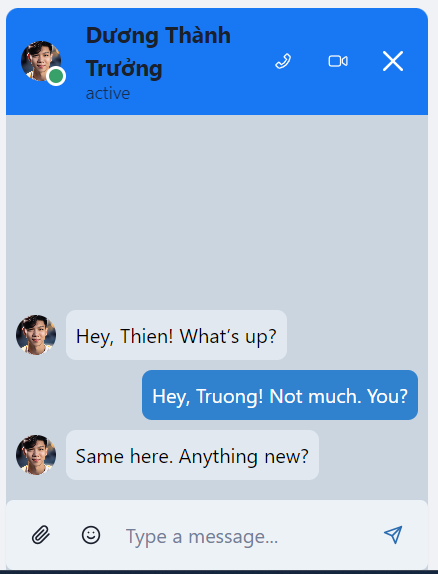 Dương Thành
Trưởng
active
Hey, Thien! What’s up?
Hey, Truong! Not much. You?
Same here. Anything new?
Type a message...